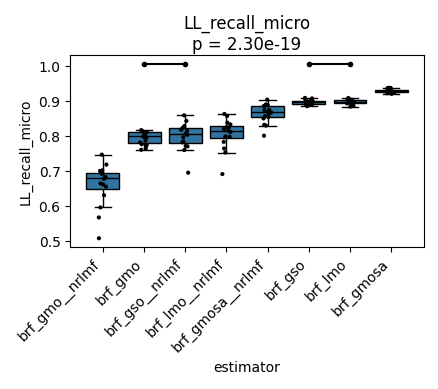 LL_recall_micro
p = 2.30e-19
1.0
0.9
0.8
0.7
0.6
0.5
LL_recall_micro
brf_gmo__nrlmf
brf_gmo
brf_gso__nrlmf
brf_lmo__nrlmf
brf_gmosa__nrlmf
brf_gso
brf_lmo
brf_gmosa
estimator